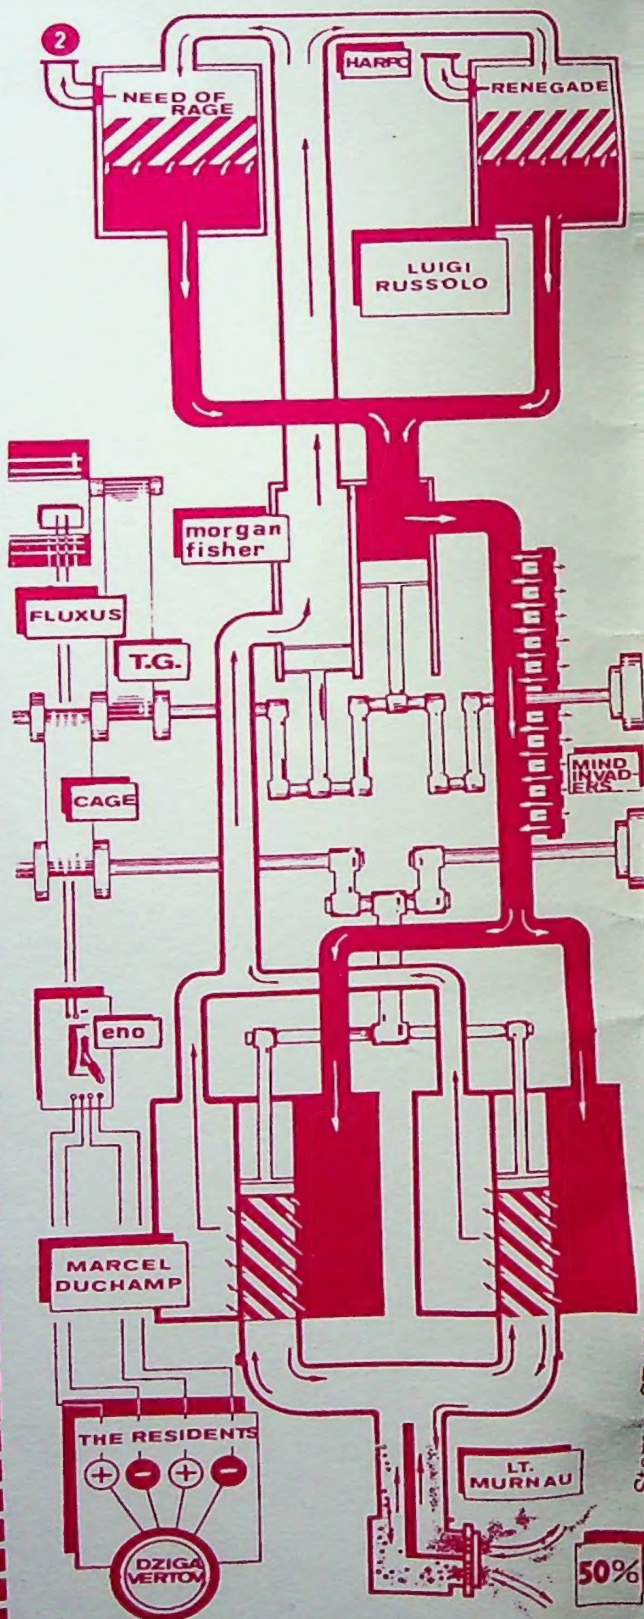 2
HARPO
NEED OF
RAGE
RENEGADE
LUIGI
RUSSOLO
morgan
fisher
FLUXUS
T.G.
MIND
INVAD-
ERS
CAGE
eno
MARCEL
DUCHAMP
THE RESIDENTS
+ - + -
DZIGA
VERTOV
LT.
MURNAU
50%